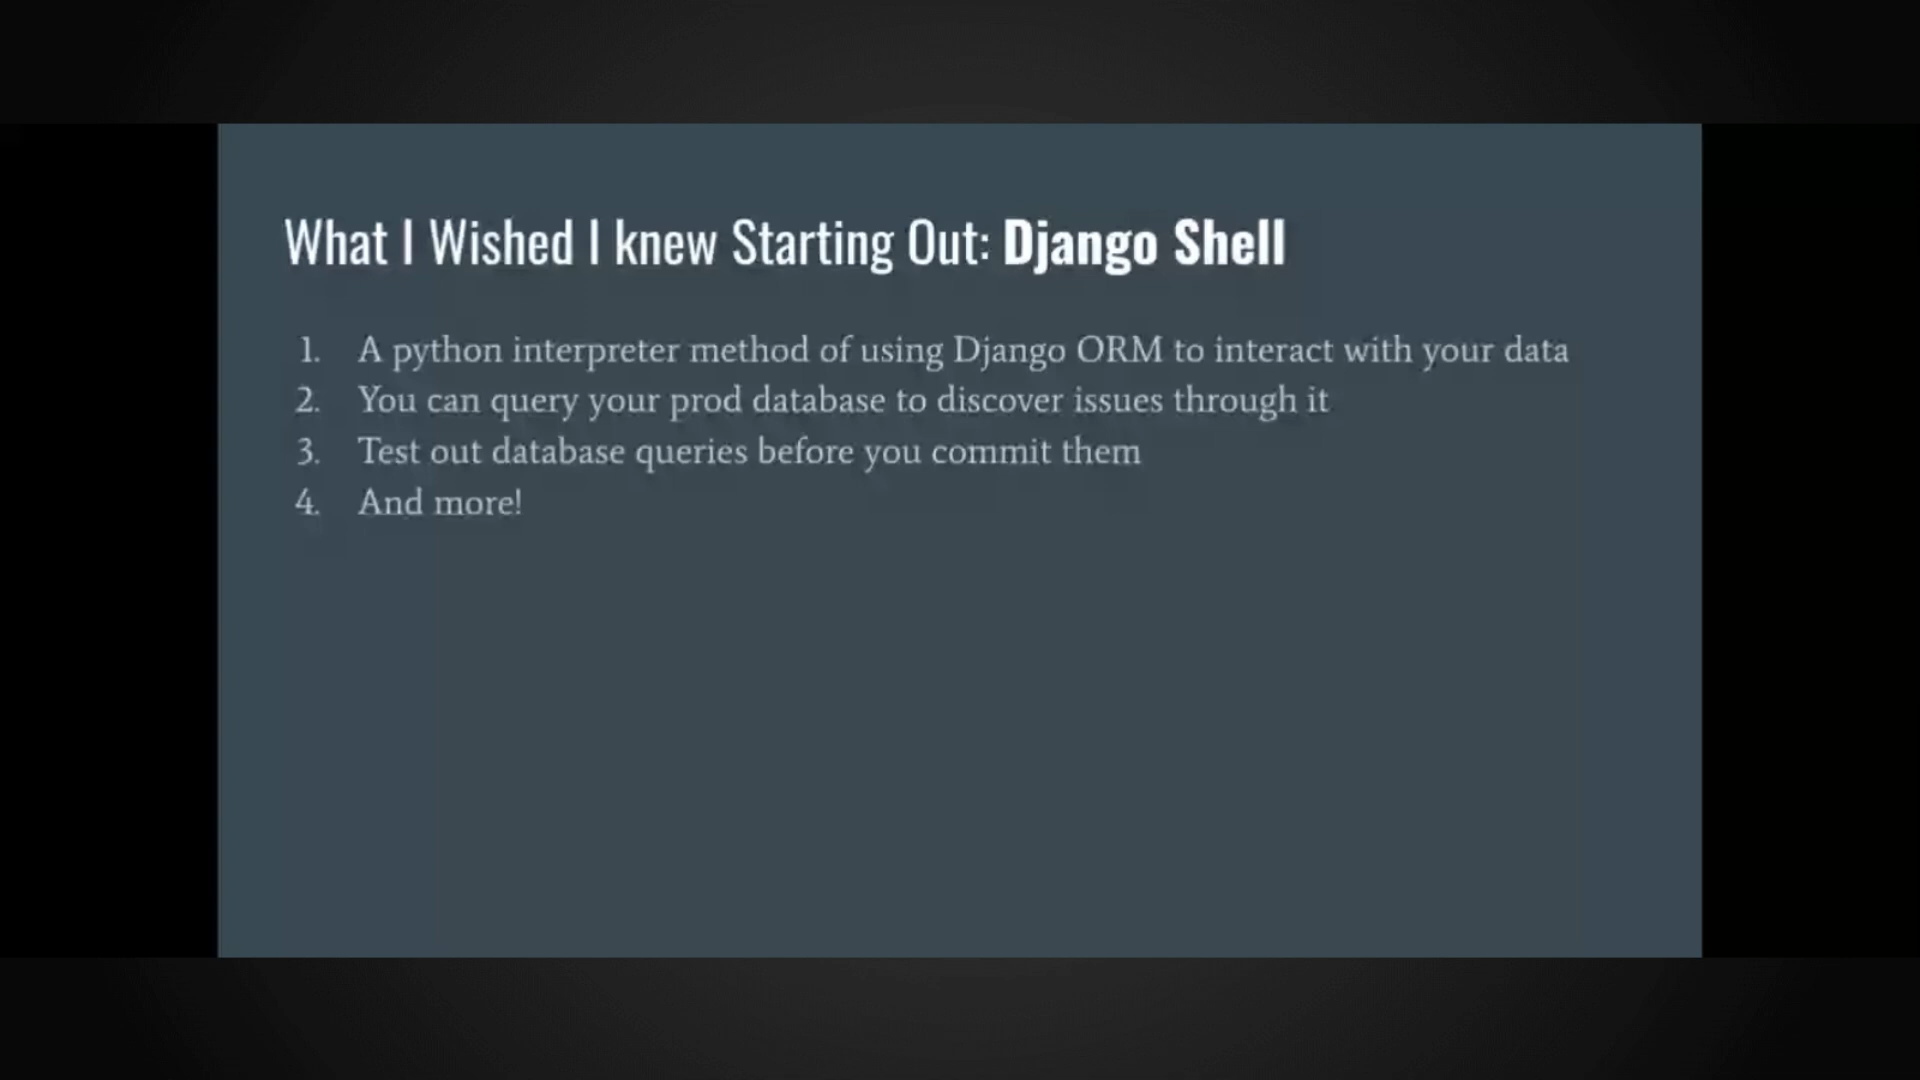 What I Wished I knew Starting Out: Django Shell
1. A python interpreter method of using Django ORM to interact with your data
2. You can query your prod database to discover issues through it
3. Test out database queries before you commit them
4. And more!